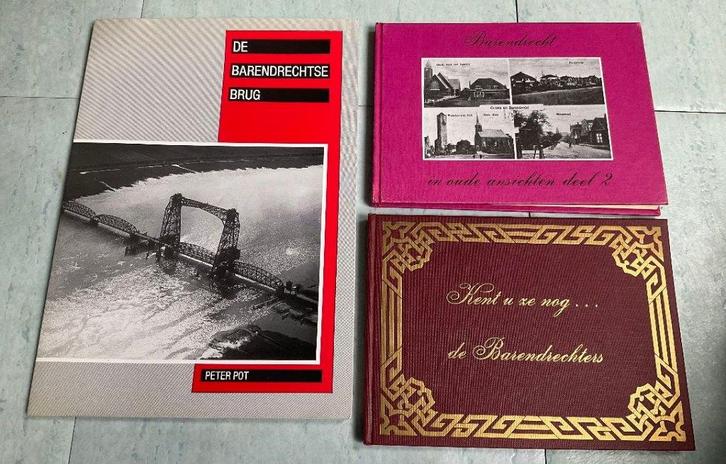 DE
BARENDRECHTSE
BRUG
PETER POT
Barendrecht
in oude ansichten deel 2
Kent u ze nog...
de Barendrechters